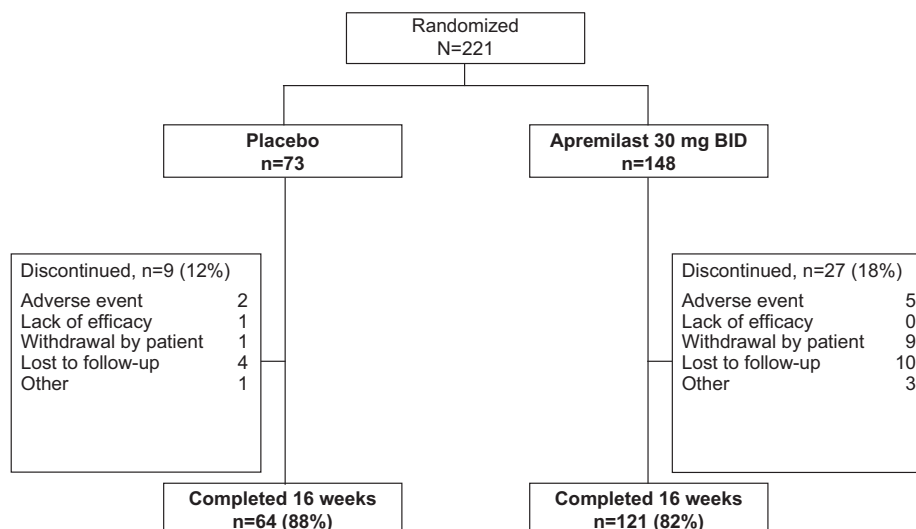 Randomized
N=221
Placebo
n=73
Apremilast 30 mg BID
n=148
Discontinued, n=9 (12%)
Adverse event 2
Lack of efficacy 1
Withdrawal by patient 1
Lost to follow-up 4
Other 1
Discontinued, n=27 (18%)
Adverse event 5
Lack of efficacy 0
Withdrawal by patient 9
Lost to follow-up 10
Other 3
Completed 16 weeks
n=64 (88%)
Completed 16 weeks
n=121 (82%)